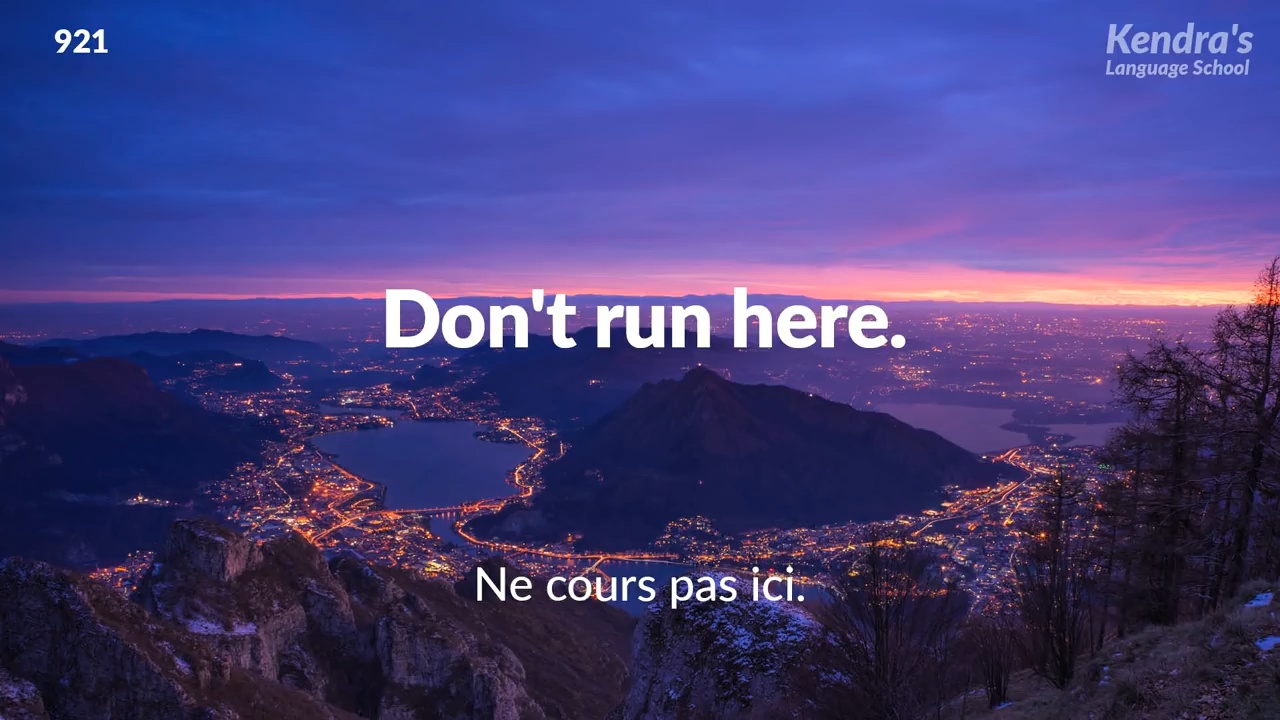 921
Kendra's
Language School
Don't run here.
Ne cours pas ici.